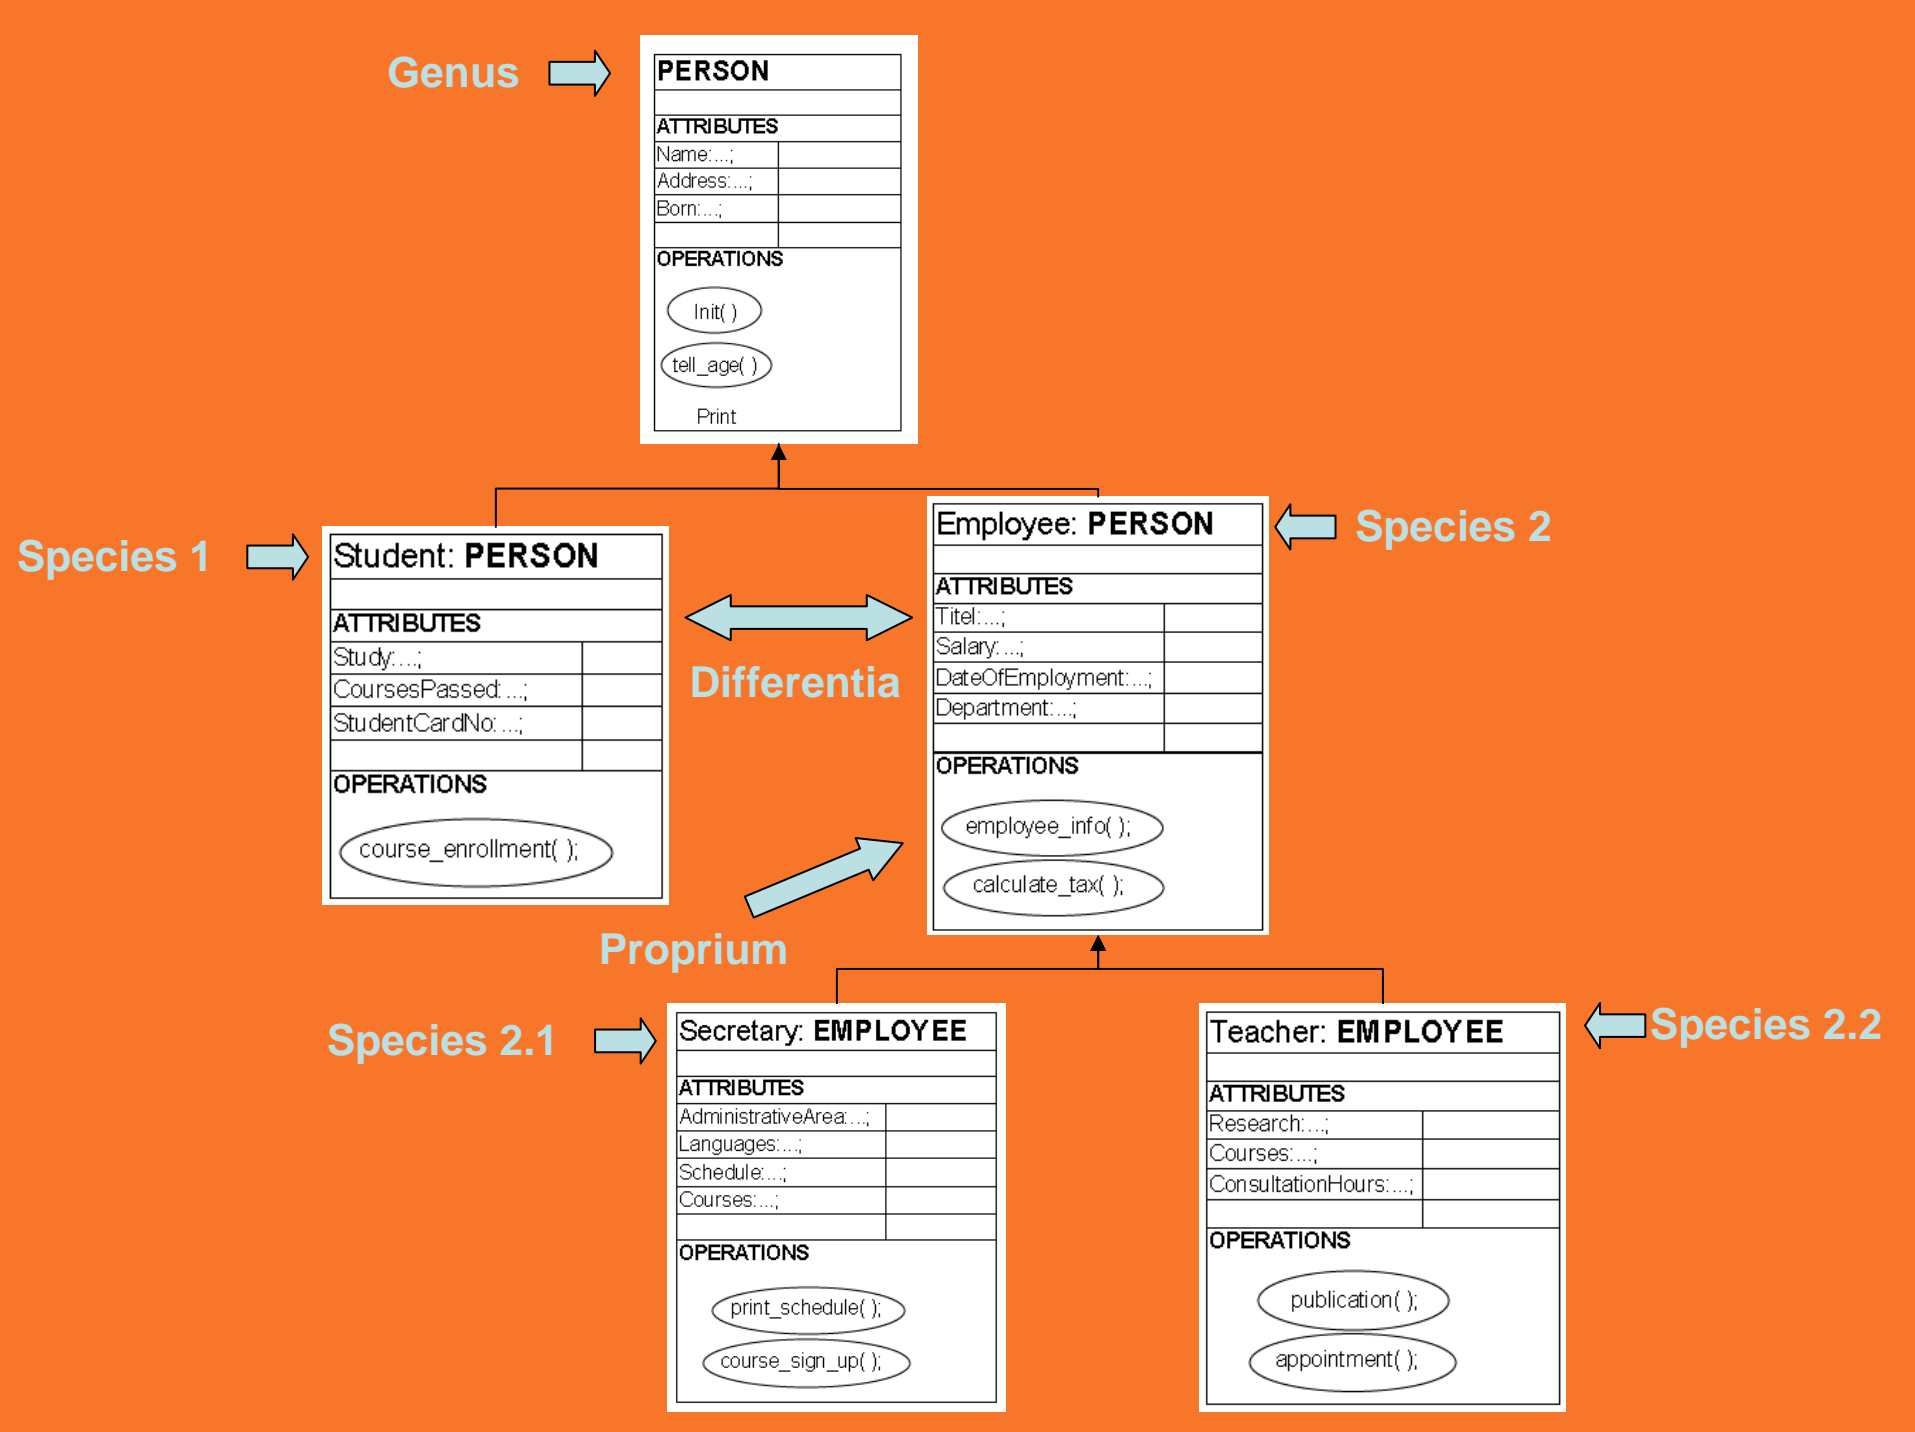 Genus
PERSON
ATTRIBUTES
Name:...;
Address:...;
Born:...;
OPERATIONS
Init( )
tell_age( )
Print
Species 1
Student: PERSON
ATTRIBUTES
Study:...;
CoursesPassed:...;
StudentCardNo:...;
OPERATIONS
course_enrollment( );
Differentia
Species 2
Employee: PERSON
ATTRIBUTES
Titel:...;
Salary:...;
DateOfEmployment:...;
Department:...;
OPERATIONS
employee_info( );
calculate_tax( );
Proprium
Species 2.1
Secretary: EMPLOYEE
ATTRIBUTES
AdministrativeArea:...;
Languages:...;
Schedule:...;
Courses:...;
OPERATIONS
print_schedule( );
course_sign_up( );
Species 2.2
Teacher: EMPLOYEE
ATTRIBUTES
Research:...;
Courses:...;
ConsultationHours:...;
OPERATIONS
publication( );
appointment( );